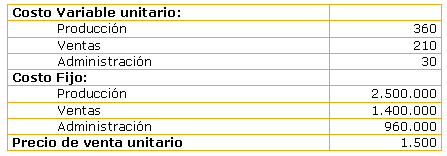 Costo Variable unitario:
Producción 360
Ventas 210
Administración 30
Costo Fijo:
Producción 2.500.000
Ventas 1.400.000
Administración 960.000
Precio de venta unitario 1.500